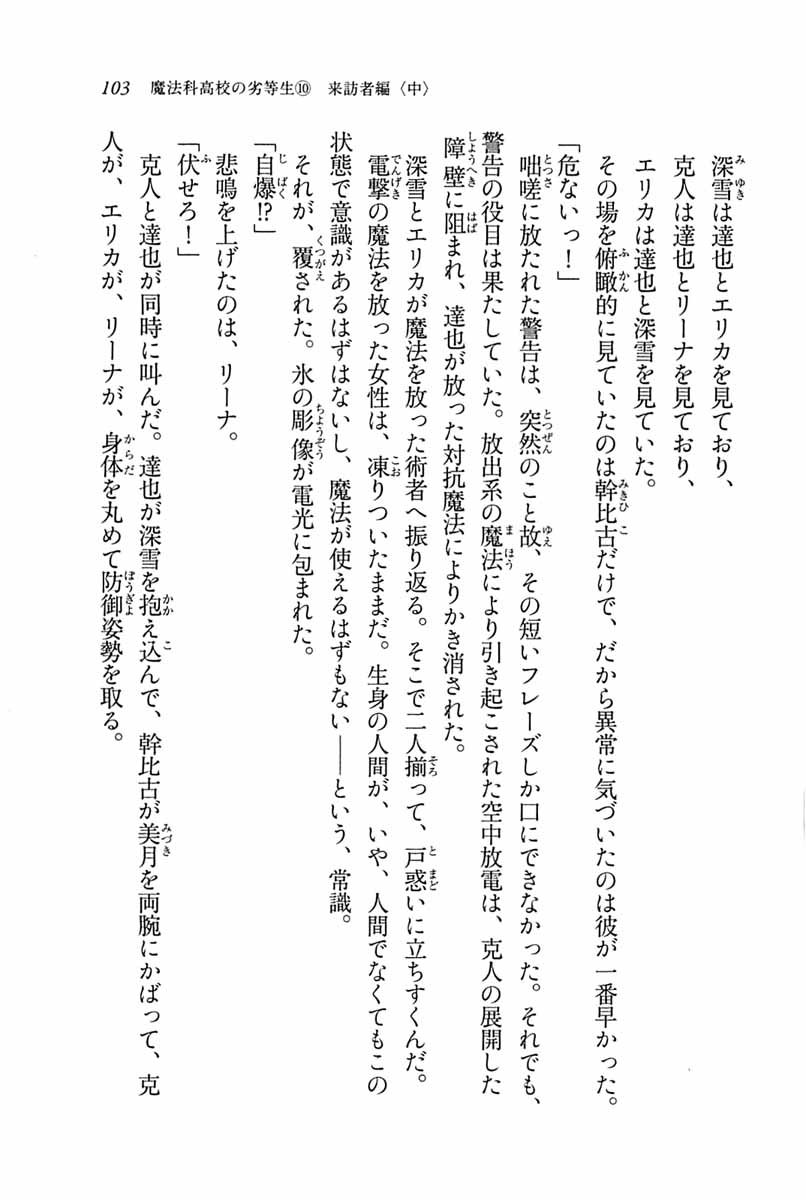 103 魔法科高校の劣等生⑩ 来訪者編〈中〉
深雪は達也とエリカを見ており、
克人は達也とリーナを見ており、
エリカは達也と深雪を見ていた。
その場を俯瞰的に見ていたのは幹比古だけで、だから異常に気づいたのは彼が一番早かった。
「危ないっ！」
咄嗟に放たれた警告は、突然のこと故、その短いフレーズしか口にできなかった。それでも、
警告の役目は果たしていた。放出系の魔法により引き起こされた空中放電は、克人の展開した
障壁に阻まれ、達也が放った対抗魔法によりかき消された。
深雪とエリカが魔法を放った術者へ振り返る。そこで二人揃って、戸惑いに立ちすくんだ。
電撃の魔法を放った女性は、凍りついたままだ。生身の人間が、いや、人間でなくてもこの
状態で意識があるはずはないし、魔法が使えるはずもない――という、常識。
それが、覆された。氷の彫像が電光に包まれた。
「自爆!?」
悲鳴を上げたのは、リーナ。
「伏せろ！」
克人と達也が同時に叫んだ。達也が深雪を抱え込んで、幹比古が美月を両腕にかばって、克
人が、エリカが、リーナが、身体を丸めて防御姿勢を取る。